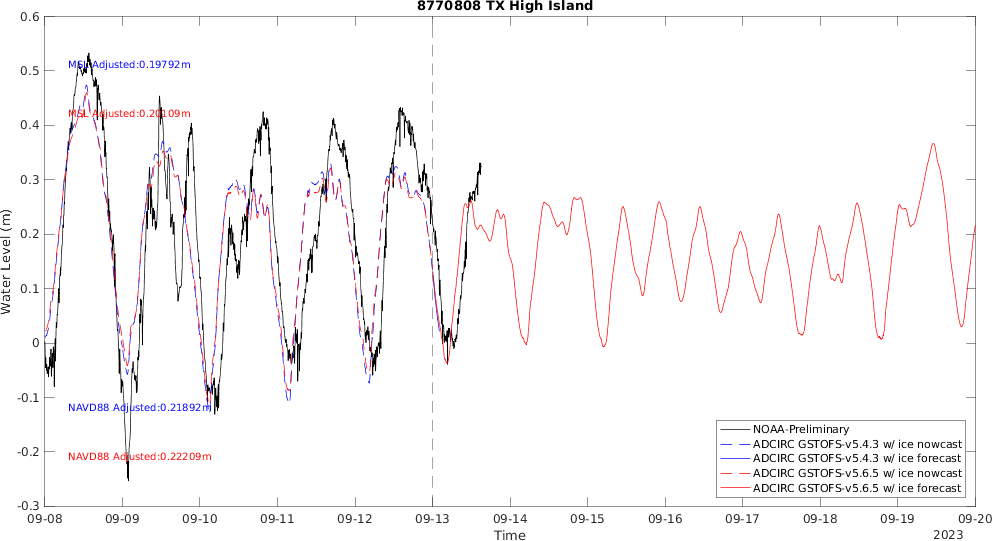 8770808 TX High Island
0.6
0.5
0.4
0.3
0.2
0.1
0
-0.1
-0.2
-0.3
Water Level (m)
MSL Adjusted:0.19792m
MSL Adjusted:0.20109m
NAVD88 Adjusted:0.21892m
NAVD88 Adjusted:0.22209m
NOAA-Preliminary
ADCIRC GSTOFS-v5.4.3 w/ ice nowcast
ADCIRC GSTOFS-v5.4.3 w/ ice forecast
ADCIRC GSTOFS-v5.6.5 w/ ice nowcast
ADCIRC GSTOFS-v5.6.5 w/ ice forecast
09-08 09-09 09-10 09-11 09-12 09-13 09-14 09-15 09-16 09-17 09-18 09-19 09-20
Time
2023